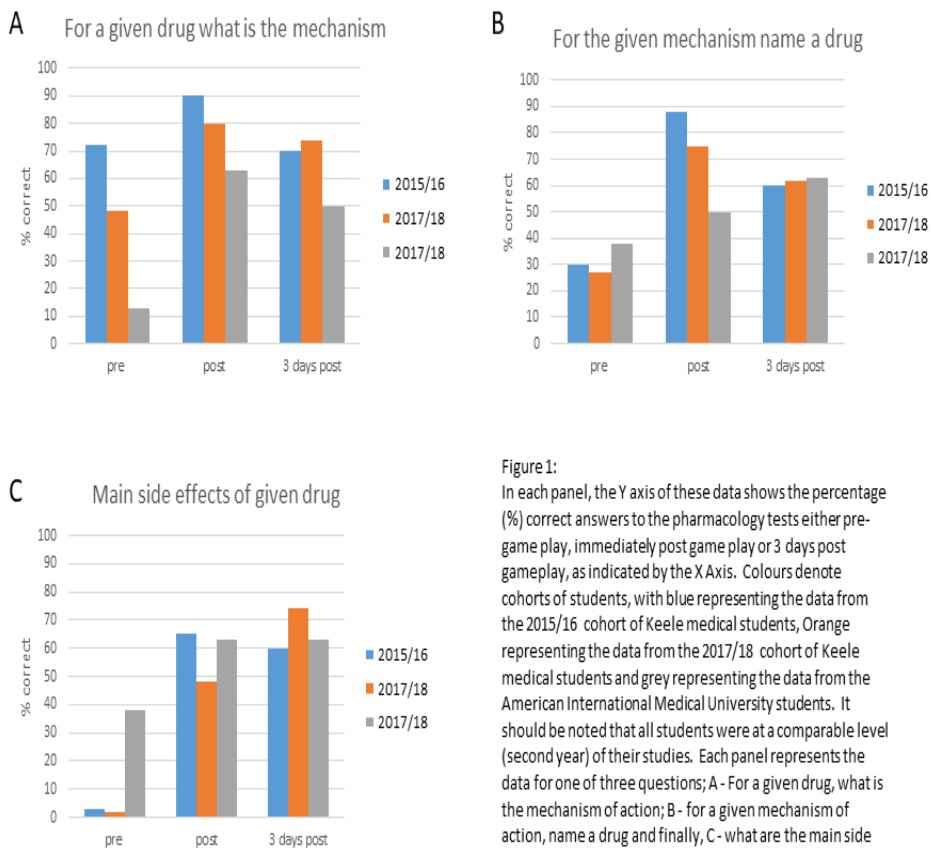 A
For a given drug what is the mechanism
100
90
80
70
60
50
40
30
20
10
0
% correct
pre
post
3 days post
2015/16
2017/18
2017/18
B
For the given mechanism name a drug
100
90
80
70
60
50
40
30
20
10
0
% correct
pre
post
3 days post
2015/16
2017/18
2017/18
C
Main side effects of given drug
100
90
80
70
60
50
40
30
20
10
0
% correct
pre
post
3 days post
2015/16
2017/18
2017/18
Figure 1:
In each panel, the Y axis of these data shows the percentage
(%) correct answers to the pharmacology tests either pre-
game play, immediately post game play or 3 days post
gameplay, as indicated by the X Axis. Colours denote
cohorts of students, with blue representing the data from
the 2015/16 cohort of Keele medical students, Orange
representing the data from the 2017/18 cohort of Keele
medical students and grey representing the data from the
American International Medical University students. It
should be noted that all students were at a comparable level
(second year) of their studies. Each panel represents the
data for one of three questions; A - For a given drug, what is
the mechanism of action; B - for a given mechanism of
action, name a drug and finally, C - what are the main side